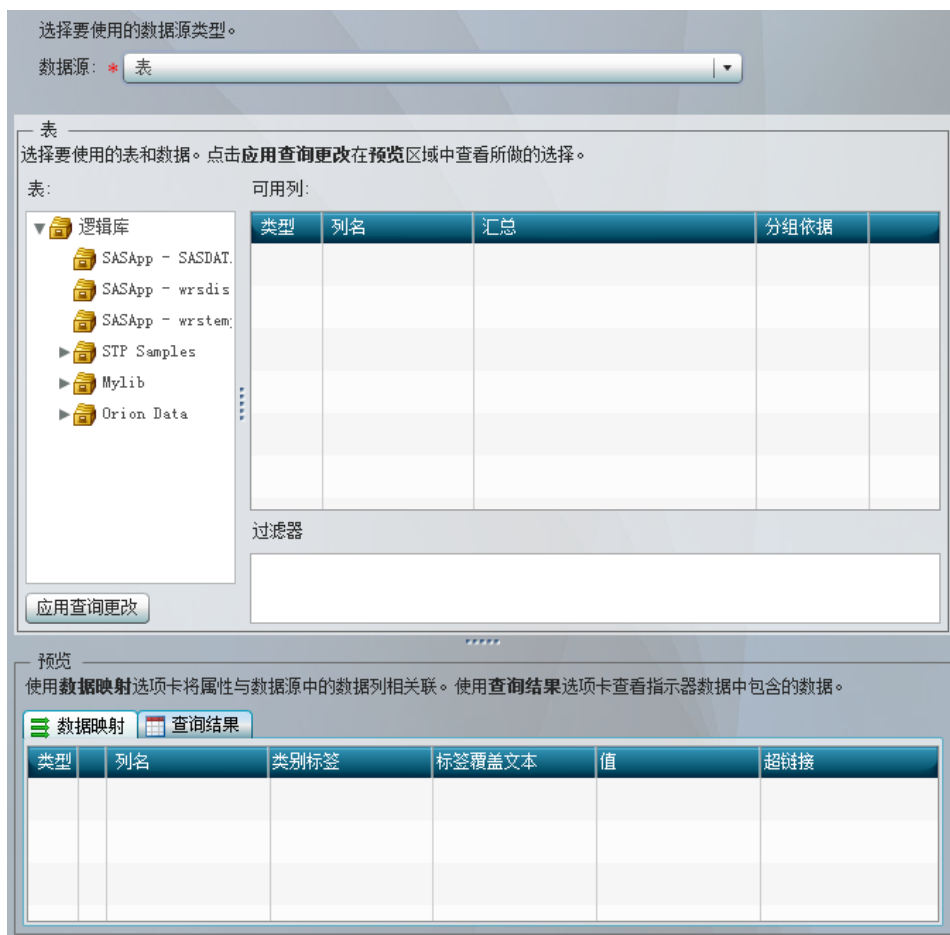 选择要使用的数据源类型。
数据源: * 表
表
选择要使用的表和数据。点击应用查询更改在预览区域中查看所做的选择。
表: 可用列:
逻辑库 类型 列名 汇总 分组依据
SASApp - SASDAT.
SASApp - wrsdis
SASApp - wrstem
STP Samples
Mylib
Orion Data
过滤器
应用查询更改
预览
使用数据映射选项卡将属性与数据源中的数据列相关联。使用查询结果选项卡查看指示器数据中包含的数据。
数据映射 查询结果
类型 列名 类别标签 标签覆盖文本 值 超链接